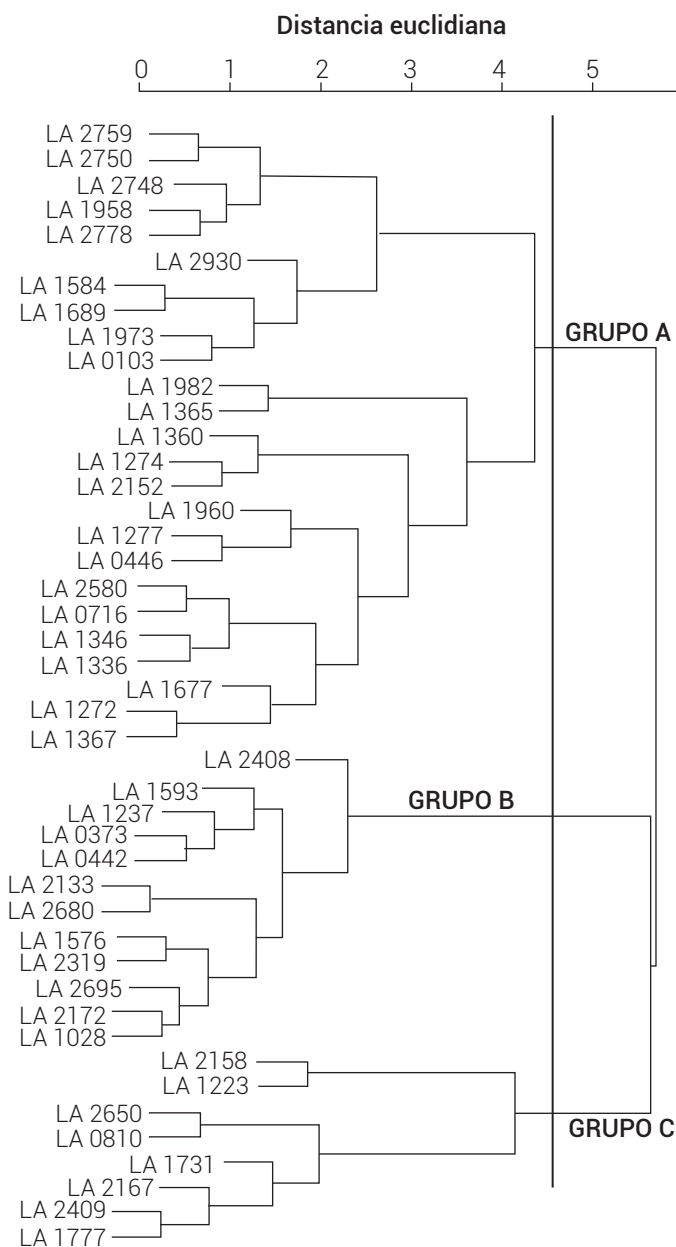 Distancia euclidiana
0 1 2 3 4 5
LA 2759
LA 2750
LA 2748
LA 1958
LA 2778
LA 2930
LA 1584
LA 1689
LA 1973
GRUPO A
LA 0103
LA 1982
LA 1365
LA 1360
LA 1274
LA 2152
LA 1960
LA 1277
LA 0446
LA 2580
LA 0716
LA 1346
LA 1336
LA 1677
LA 1272
LA 1367
LA 2408
LA 1593
GRUPO B
LA 1237
LA 0373
LA 0442
LA 2133
LA 2680
LA 1576
LA 2319
LA 2695
LA 2172
LA 1028
LA 2158
LA 1223
LA 2650
GRUPO C
LA 0810
LA 1731
LA 2167
LA 2409
LA 1777